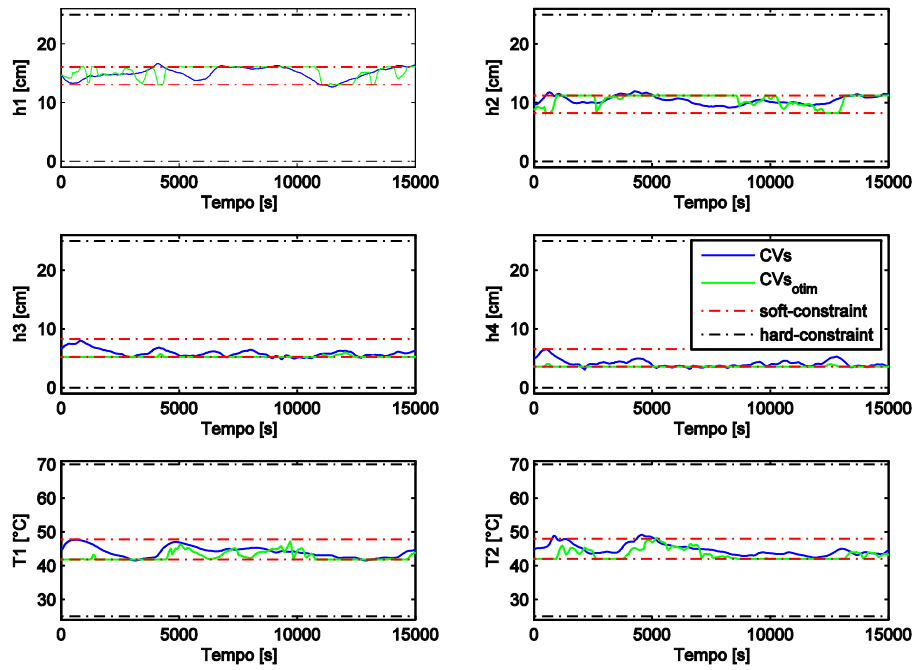 h1 [cm]
20
10
0
0 5000 10000 15000
Tempo [s]
h2 [cm]
20
10
0
0 5000 10000 15000
Tempo [s]
h3 [cm]
20
10
0
0 5000 10000 15000
Tempo [s]
h4 [cm]
20
10
0
0 5000 10000 15000
Tempo [s]
CVs
CVs_otim
soft-constraint
hard-constraint
T1 [°C]
70
60
50
40
30
0 5000 10000 15000
Tempo [s]
T2 [°C]
70
60
50
40
30
0 5000 10000 15000
Tempo [s]